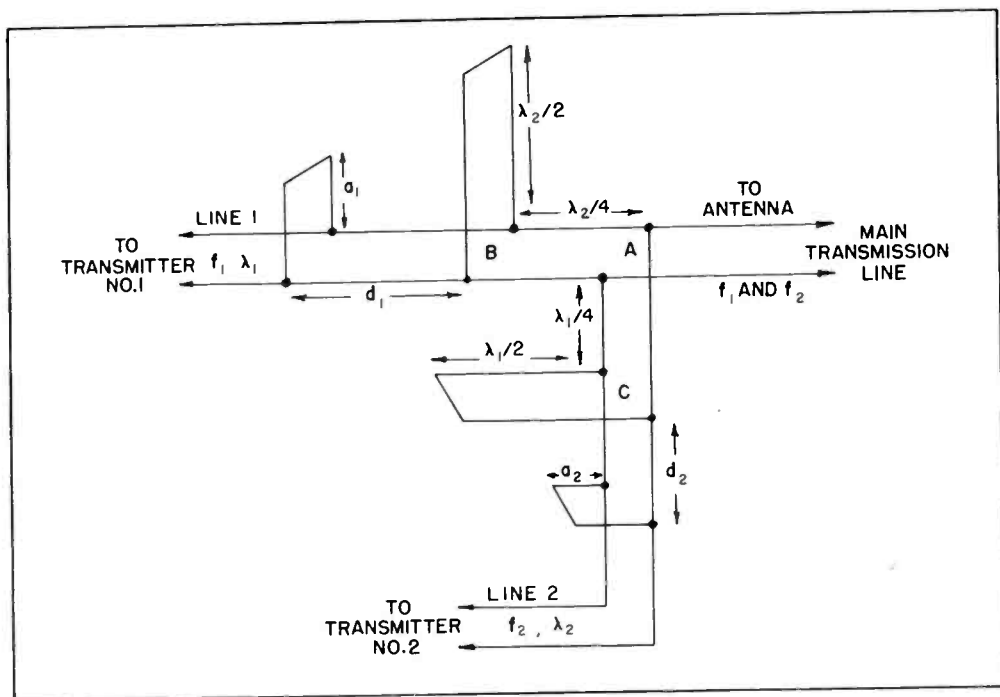 λ₂/2
a₁
λ₂/4
TO
ANTENNA
LINE 1
B
A
MAIN
TRANSMISSION
LINE
TO
TRANSMITTER f₁ λ₁
NO.1
d₁
f₁ AND f₂
λ₁/4
λ₁/2
C
a₂
d₂
LINE 2
TO
TRANSMITTER
NO.2
f₂ , λ₂